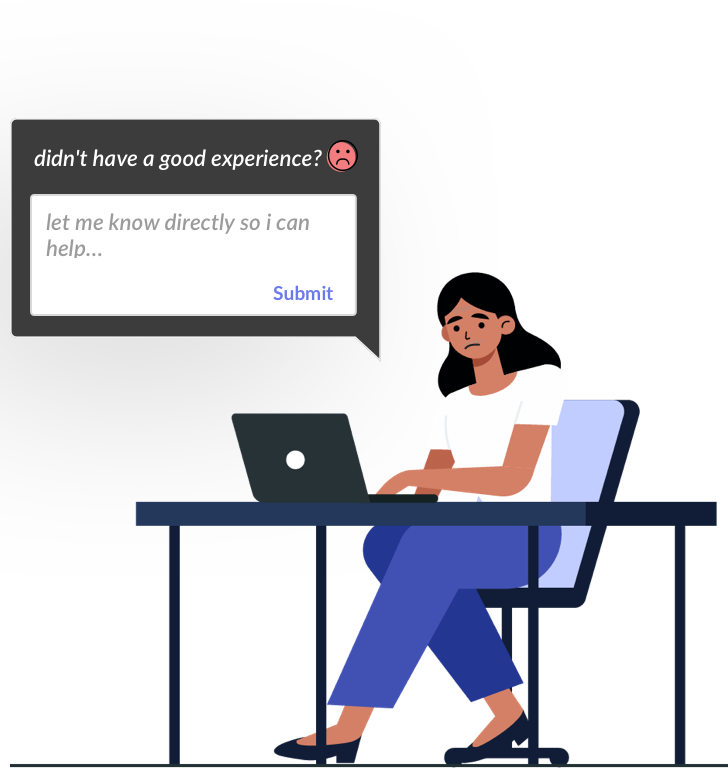 didn't have a good experience?
let me know directly so i can
help...
Submit